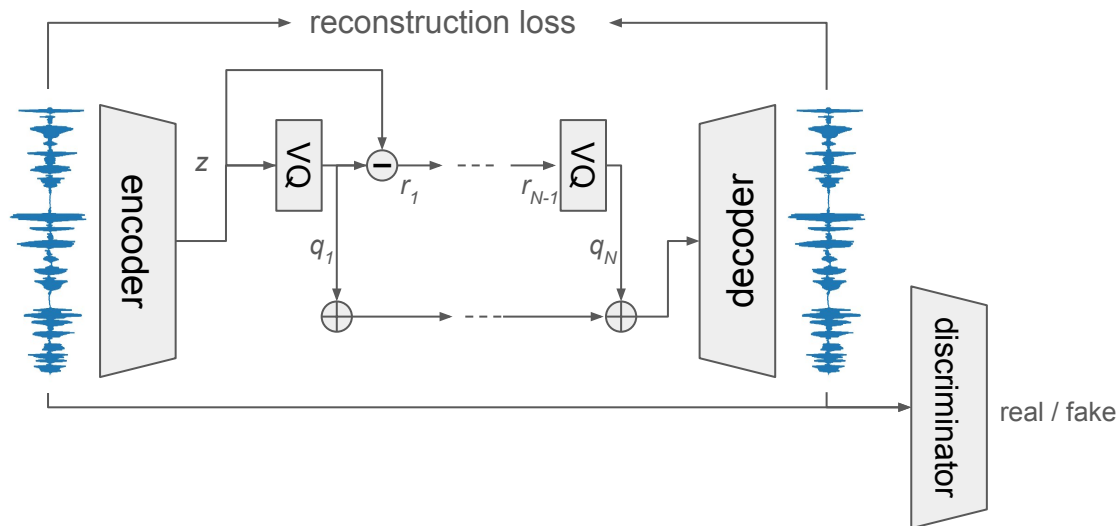 reconstruction loss
encoder
z
VQ
−
r1
rN-1
VQ
q1
qN
decoder
discriminator
real / fake